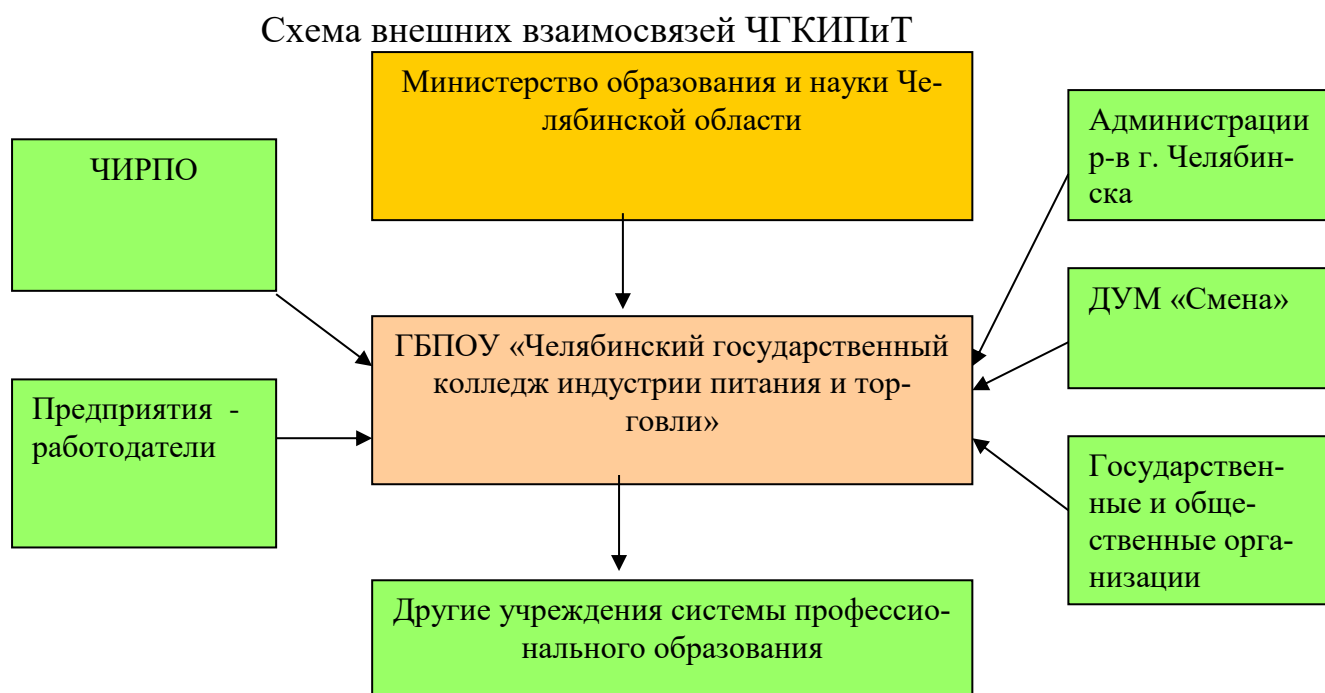 Схема внешних взаимосвязей ЧГКИПиТ
Министерство образования и науки Че-
лябинской области
ЧИРПО
Администрации
р-в г. Челябин-
ска
ДУМ «Смена»
ГБПОУ «Челябинский государственный
колледж индустрии питания и тор-
говли»
Предприятия -
работодатели
Государствен-
ные и обще-
ственные орга-
низации
Другие учреждения системы профессио-
нального образования